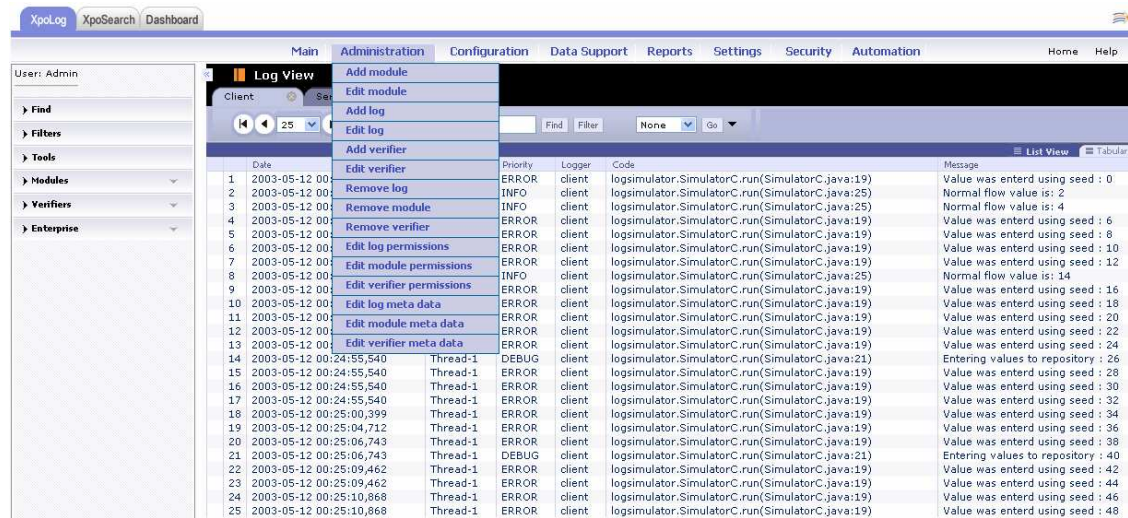 XpoLog XpoSearch Dashboard
Main Administration Configuration Data Support Reports Settings Security Automation Home Help
User: Admin
Find
Filters
Tools
Modules
Verifiers
Enterprise
Log View
Client Ser
25 Find Filter None Go
Add module
Edit module
Add log
Edit log
Add verifier
Edit verifier
Remove log
Remove module
Remove verifier
Edit log permissions
Edit module permissions
Edit verifier permissions
Edit log meta data
Edit module meta data
Edit verifier meta data
List View Tabular
Date Priority Logger Code Message
1 2003-05-12 00: ERROR client logsimulator.SimulatorC.run(SimulatorC.java:19) Value was enterd using seed : 0
2 2003-05-12 00: INFO client logsimulator.SimulatorC.run(SimulatorC.java:25) Normal flow value is: 2
3 2003-05-12 00: INFO client logsimulator.SimulatorC.run(SimulatorC.java:25) Normal flow value is: 4
4 2003-05-12 00: ERROR client logsimulator.SimulatorC.run(SimulatorC.java:19) Value was enterd using seed : 6
5 2003-05-12 00: ERROR client logsimulator.SimulatorC.run(SimulatorC.java:19) Value was enterd using seed : 8
6 2003-05-12 00: ERROR client logsimulator.SimulatorC.run(SimulatorC.java:19) Value was enterd using seed : 10
7 2003-05-12 00: ERROR client logsimulator.SimulatorC.run(SimulatorC.java:19) Value was enterd using seed : 12
8 2003-05-12 00: INFO client logsimulator.SimulatorC.run(SimulatorC.java:25) Normal flow value is: 14
9 2003-05-12 00: ERROR client logsimulator.SimulatorC.run(SimulatorC.java:19) Value was enterd using seed : 16
10 2003-05-12 00: ERROR client logsimulator.SimulatorC.run(SimulatorC.java:19) Value was enterd using seed : 18
11 2003-05-12 00: ERROR client logsimulator.SimulatorC.run(SimulatorC.java:19) Value was enterd using seed : 20
12 2003-05-12 00: ERROR client logsimulator.SimulatorC.run(SimulatorC.java:19) Value was enterd using seed : 22
13 2003-05-12 00: ERROR client logsimulator.SimulatorC.run(SimulatorC.java:19) Value was enterd using seed : 24
14 2003-05-12 00:24:55,540 Thread-1 DEBUG client logsimulator.SimulatorC.run(SimulatorC.java:21) Entering values to repository : 26
15 2003-05-12 00:24:55,540 Thread-1 ERROR client logsimulator.SimulatorC.run(SimulatorC.java:19) Value was enterd using seed : 28
16 2003-05-12 00:24:55,540 Thread-1 ERROR client logsimulator.SimulatorC.run(SimulatorC.java:19) Value was enterd using seed : 30
17 2003-05-12 00:24:55,540 Thread-1 ERROR client logsimulator.SimulatorC.run(SimulatorC.java:19) Value was enterd using seed : 32
18 2003-05-12 00:25:00,399 Thread-1 ERROR client logsimulator.SimulatorC.run(SimulatorC.java:19) Value was enterd using seed : 34
19 2003-05-12 00:25:04,712 Thread-1 ERROR client logsimulator.SimulatorC.run(SimulatorC.java:19) Value was enterd using seed : 36
20 2003-05-12 00:25:06,743 Thread-1 ERROR client logsimulator.SimulatorC.run(SimulatorC.java:19) Value was enterd using seed : 38
21 2003-05-12 00:25:06,743 Thread-1 DEBUG client logsimulator.SimulatorC.run(SimulatorC.java:21) Entering values to repository : 40
22 2003-05-12 00:25:09,462 Thread-1 ERROR client logsimulator.SimulatorC.run(SimulatorC.java:19) Value was enterd using seed : 42
23 2003-05-12 00:25:09,462 Thread-1 ERROR client logsimulator.SimulatorC.run(SimulatorC.java:19) Value was enterd using seed : 44
24 2003-05-12 00:25:10,868 Thread-1 ERROR client logsimulator.SimulatorC.run(SimulatorC.java:19) Value was enterd using seed : 46
25 2003-05-12 00:25:10,868 Thread-1 ERROR client logsimulator.SimulatorC.run(SimulatorC.java:19) Value was enterd using seed : 48